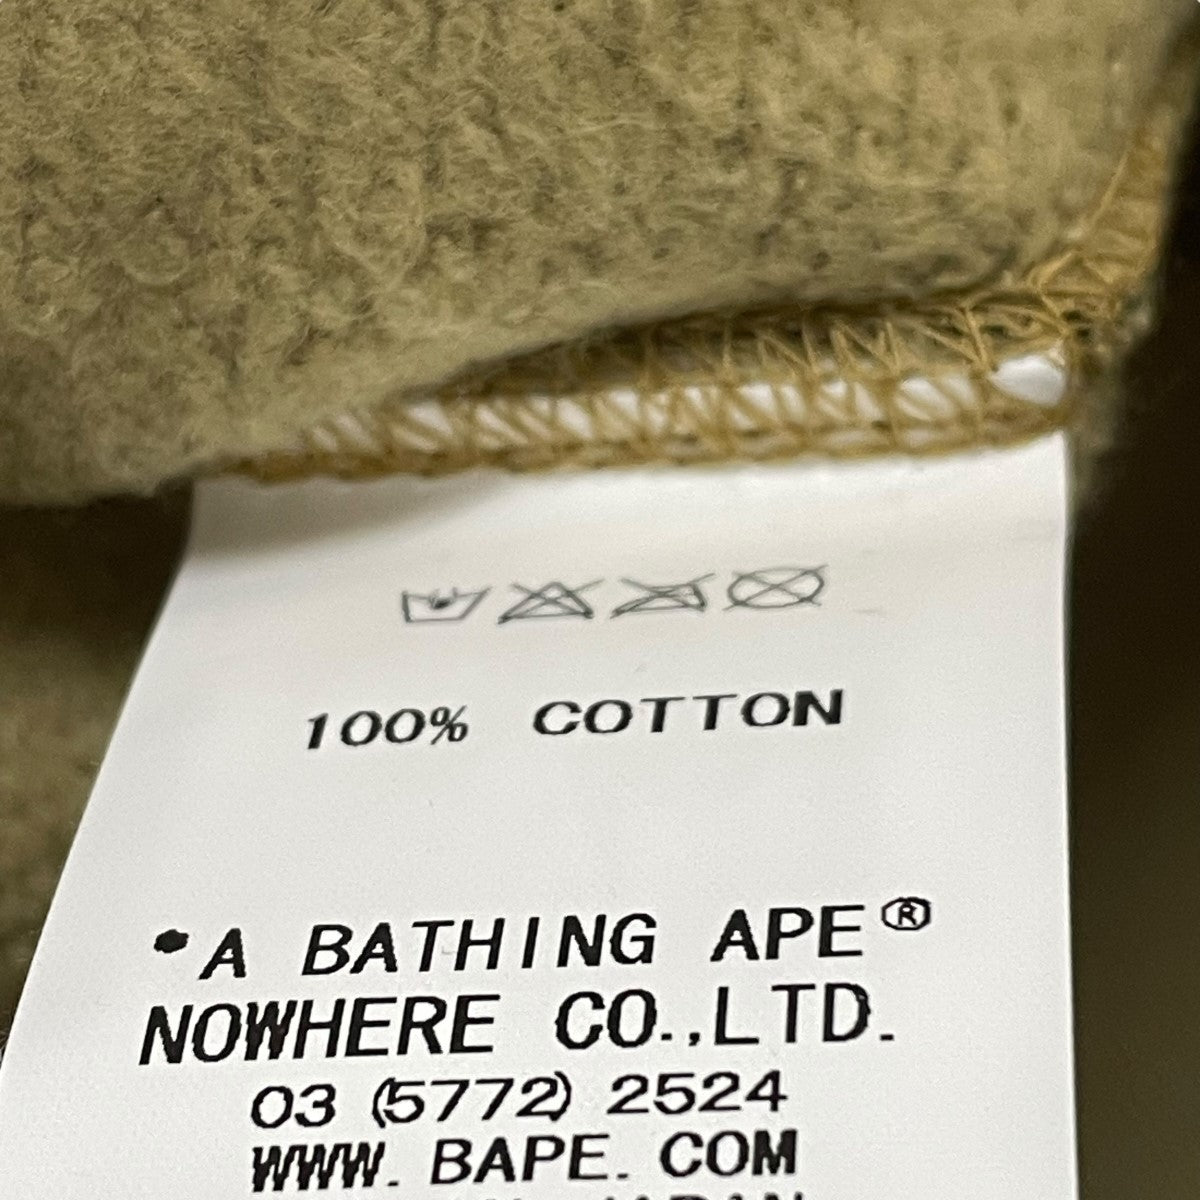 100% COTTON
•A BATHING APE®
NOWHERE CO.,LTD.
03 (5772) 2524
WWW. BAPE. COM